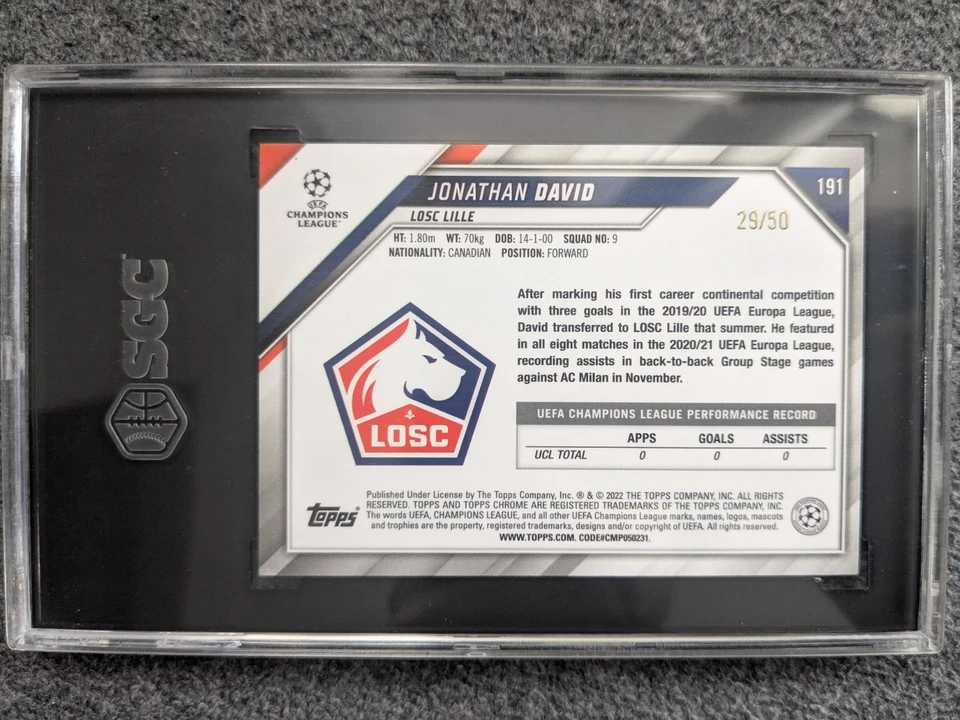 SGC
UEFA
CHAMPIONS
LEAGUE
JONATHAN DAVID
191
LOSC LILLE
29/50
HT: 1.80m WT: 70kg DOB: 14-1-00 SQUAD NO: 9
NATIONALITY: CANADIAN POSITION: FORWARD
After marking his first career continental competition
with three goals in the 2019/20 UEFA Europa League,
David transferred to LOSC Lille that summer. He featured
in all eight matches in the 2020/21 UEFA Europa League,
recording assists in back-to-back Group Stage games
against AC Milan in November.
LOSC
UEFA CHAMPIONS LEAGUE PERFORMANCE RECORD
APPS GOALS ASSISTS
UCL TOTAL 0 0 0
Topps
Published Under License by The Topps Company, Inc. ® & © 2022 THE TOPPS COMPANY, INC. ALL RIGHTS
RESERVED. TOPPS AND TOPPS CHROME ARE REGISTERED TRADEMARKS OF THE TOPPS COMPANY, INC.
The words UEFA, CHAMPIONS LEAGUE, and all other UEFA Champions League marks, names, logos, mascots
and trophies are the property, registered trademarks, designs and/or copyright of UEFA. All rights reserved.
WWW.TOPPS.COM. CODE#CMP050231.